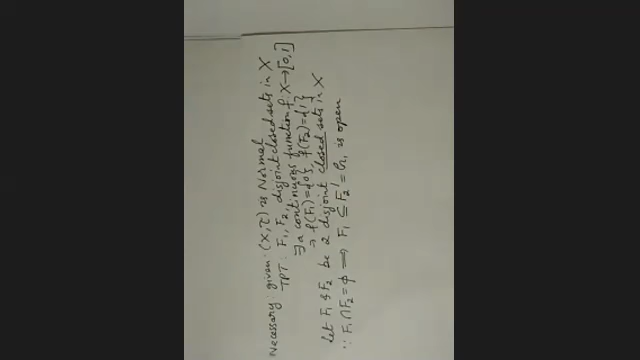 Necessary : given : (X, τ) is Normal
TPT : F₁, F₂, disjoint closed sets in X
∃ a continuous function f: X → [0, 1]
∋ f(F₁) = {0}, f(F₂) = {1}
Let F₁ & F₂ be 2 disjoint closed sets in X
∵ F₁ ∩ F₂ = ϕ ⟹ F₁ ⊆ F₂' = G₁, is open